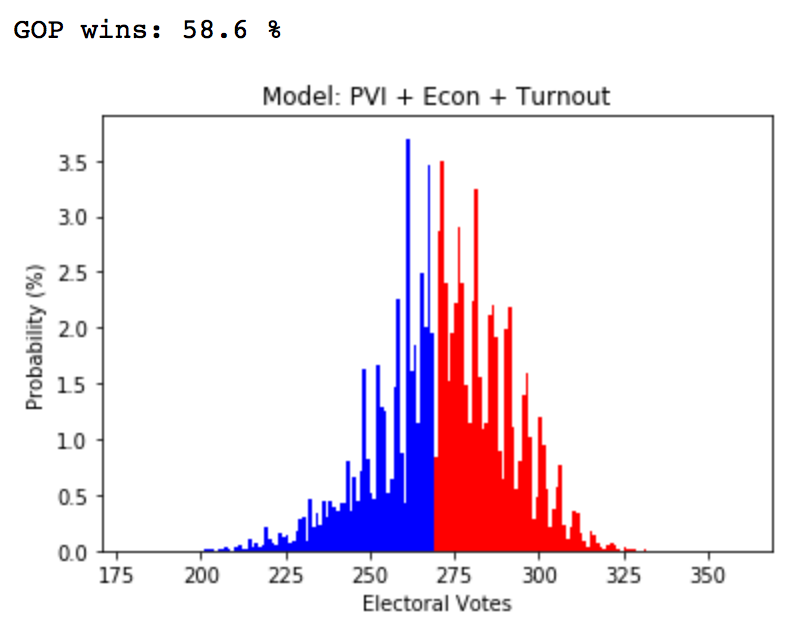 GOP wins: 58.6 %
Model: PVI + Econ + Turnout
3.5
3.0
2.5
2.0
1.5
1.0
0.5
0.0
Probability (%)
175 200 225 250 275 300 325 350
Electoral Votes